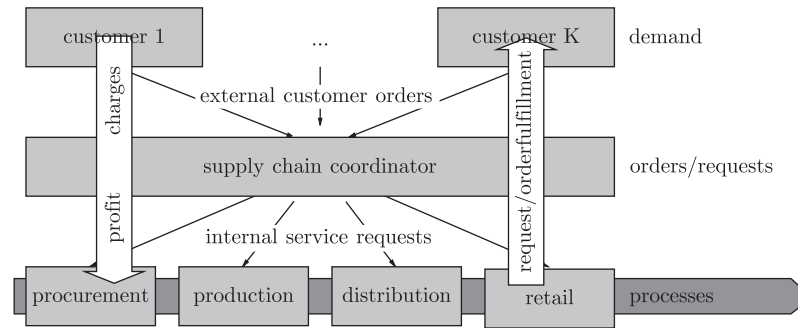 customer 1
...
customer K
demand
charges
external customer orders
request/orderfulfillment
supply chain coordinator
orders/requests
profit
internal service requests
procurement
production
distribution
retail
processes